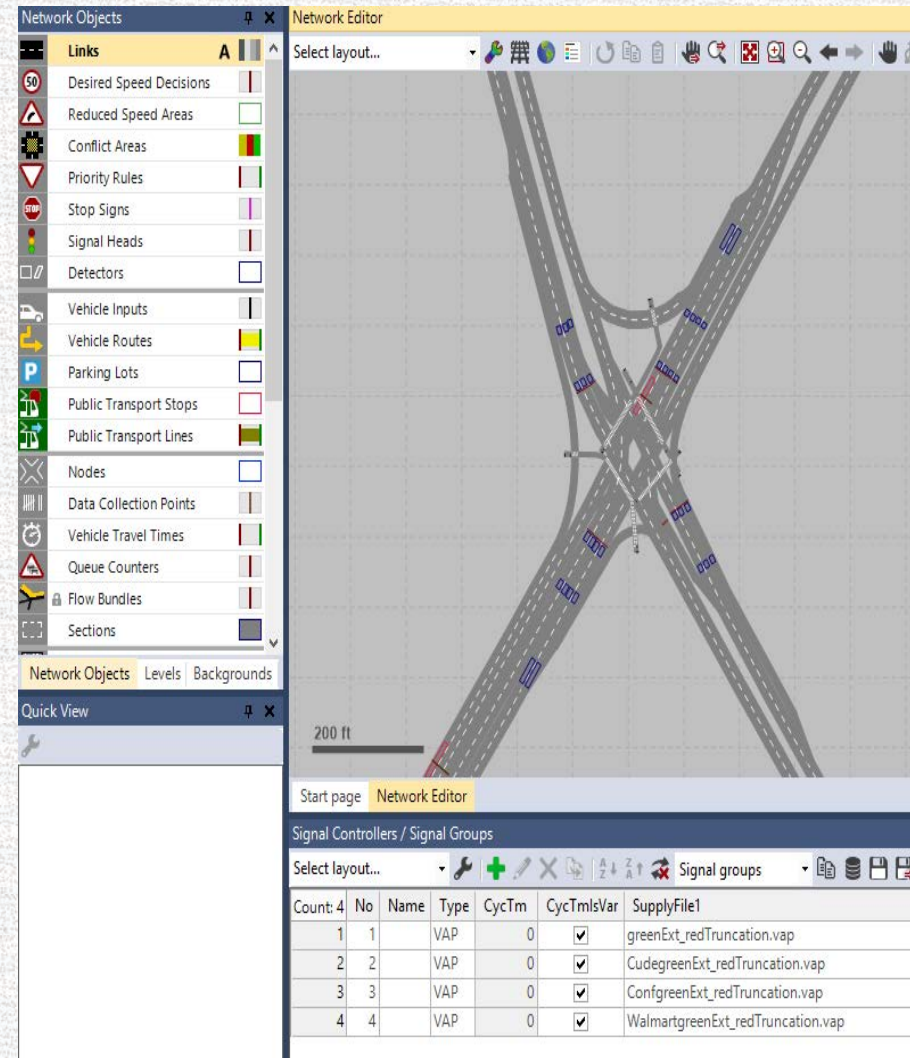 Network Objects
Links A
50
Desired Speed Decisions
Reduced Speed Areas
Conflict Areas
Priority Rules
STOP
Stop Signs
Signal Heads
Detectors
Vehicle Inputs
Vehicle Routes
P
Parking Lots
Public Transport Stops
Public Transport Lines
Nodes
Data Collection Points
Vehicle Travel Times
Queue Counters
Flow Bundles
Sections
Network Objects Levels Backgrounds
Quick View
Network Editor
Select layout...
200 ft
Start page Network Editor
Signal Controllers / Signal Groups
Select layout... Signal groups
Count: 4 No Name Type CycTm CycTmIsVar SupplyFile1
1 1 VAP 0 greenExt_redTruncation.vap
2 2 VAP 0 CudegreenExt_redTruncation.vap
3 3 VAP 0 ConfgreenExt_redTruncation.vap
4 4 VAP 0 WalmartgreenExt_redTruncation.vap